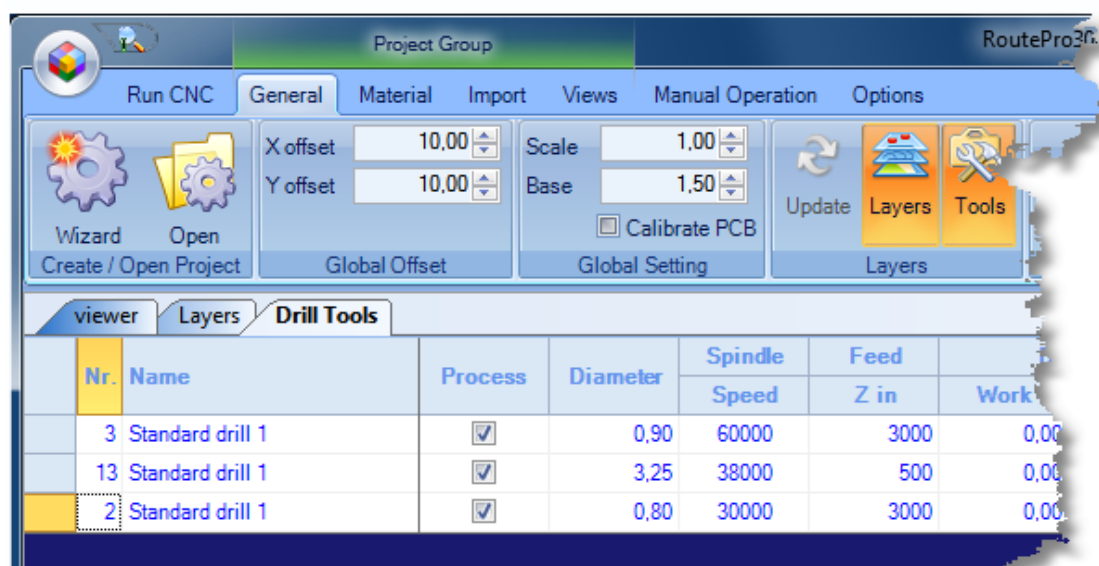 Project Group
RoutePro30
Run CNC General Material Import Views Manual Operation Options
X offset 10,00 Scale 1,00
Y offset 10,00 Base 1,50
Calibrate PCB
Wizard Open Update Layers Tools
Create / Open Project Global Offset Global Setting Layers
viewer Layers Drill Tools
Nr. Name Process Diameter Spindle Feed
Speed Z in Work
3 Standard drill 1 0,90 60000 3000 0,00
13 Standard drill 1 3,25 38000 500 0,00
2 Standard drill 1 0,80 30000 3000 0,00